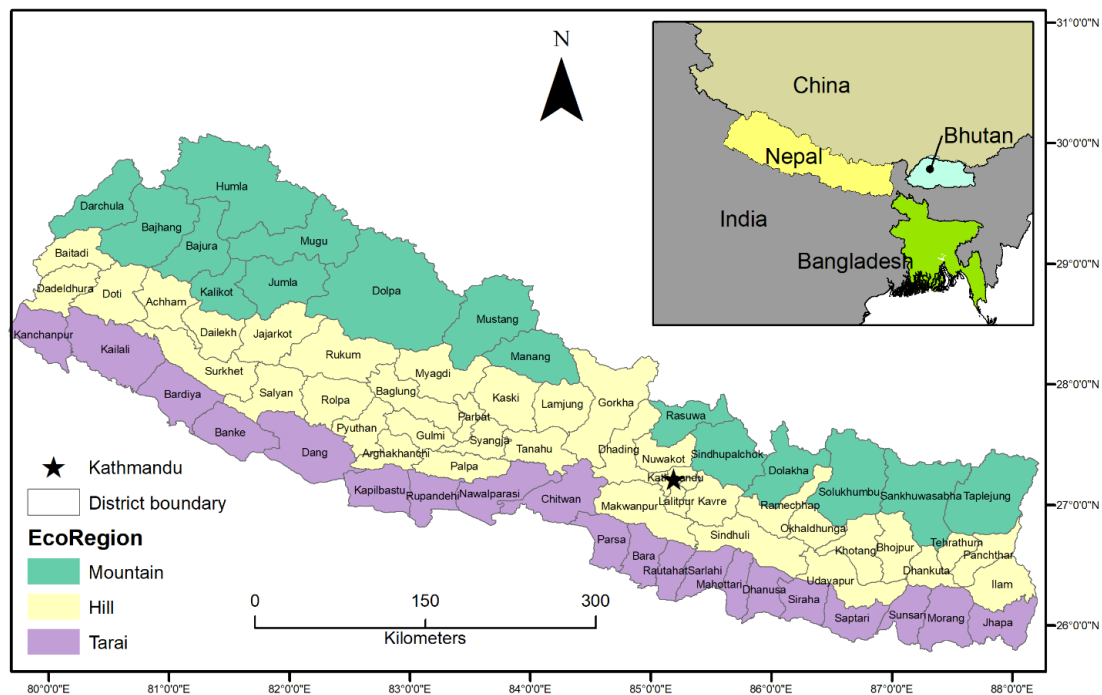 N
31°0'0"N
30°0'0"N
29°0'0"N
28°0'0"N
27°0'0"N
26°0'0"N
China
Bhutan
Nepal
India
Bangladesh
Humla
Darchula
Bajhang
Mugu
Bajura
Baitadi
Jumla
Dolpa
Kalikot
Dadeldhura
Doti
Achham
Mustang
Dailekh
Jajarkot
Kanchanpur
Kailali
Manang
Rukum
Surkhet
Myagdi
Bardiya
Salyan
Rolpa
Baglung
Kaski
Lamjung
Gorkha
Parbat
Rasuwa
Banke
Pyuthan
Gulmi
Syangja
Dang
Arghakhanchi
Tanahu
Dhading
Nuwakot
Sindhupalchok
Palpa
Dolakha
Kathmandu
Kapilbastu
Rupandehi
Nawalparasi
Chitwan
Solukhumbu
Sankhuwasabha
Taplejung
Makwanpur
Lalitpur
Kavre
Ramechhap
Okhaldhunga
Parsa
Sindhuli
Khotang
Bhojpur
Tehrathum
Panchthar
Bara
Rautahat
Sarlahi
Mahottari
Dhanusa
Siraha
Udayapur
Dhankuta
Ilam
Saptari
Sunsari
Morang
Jhapa
Kathmandu
District boundary
EcoRegion
Mountain
Hill
Tarai
0 150 300
Kilometers
80°0'0"E 81°0'0"E 82°0'0"E 83°0'0"E 84°0'0"E 85°0'0"E 86°0'0"E 87°0'0"E 88°0'0"E